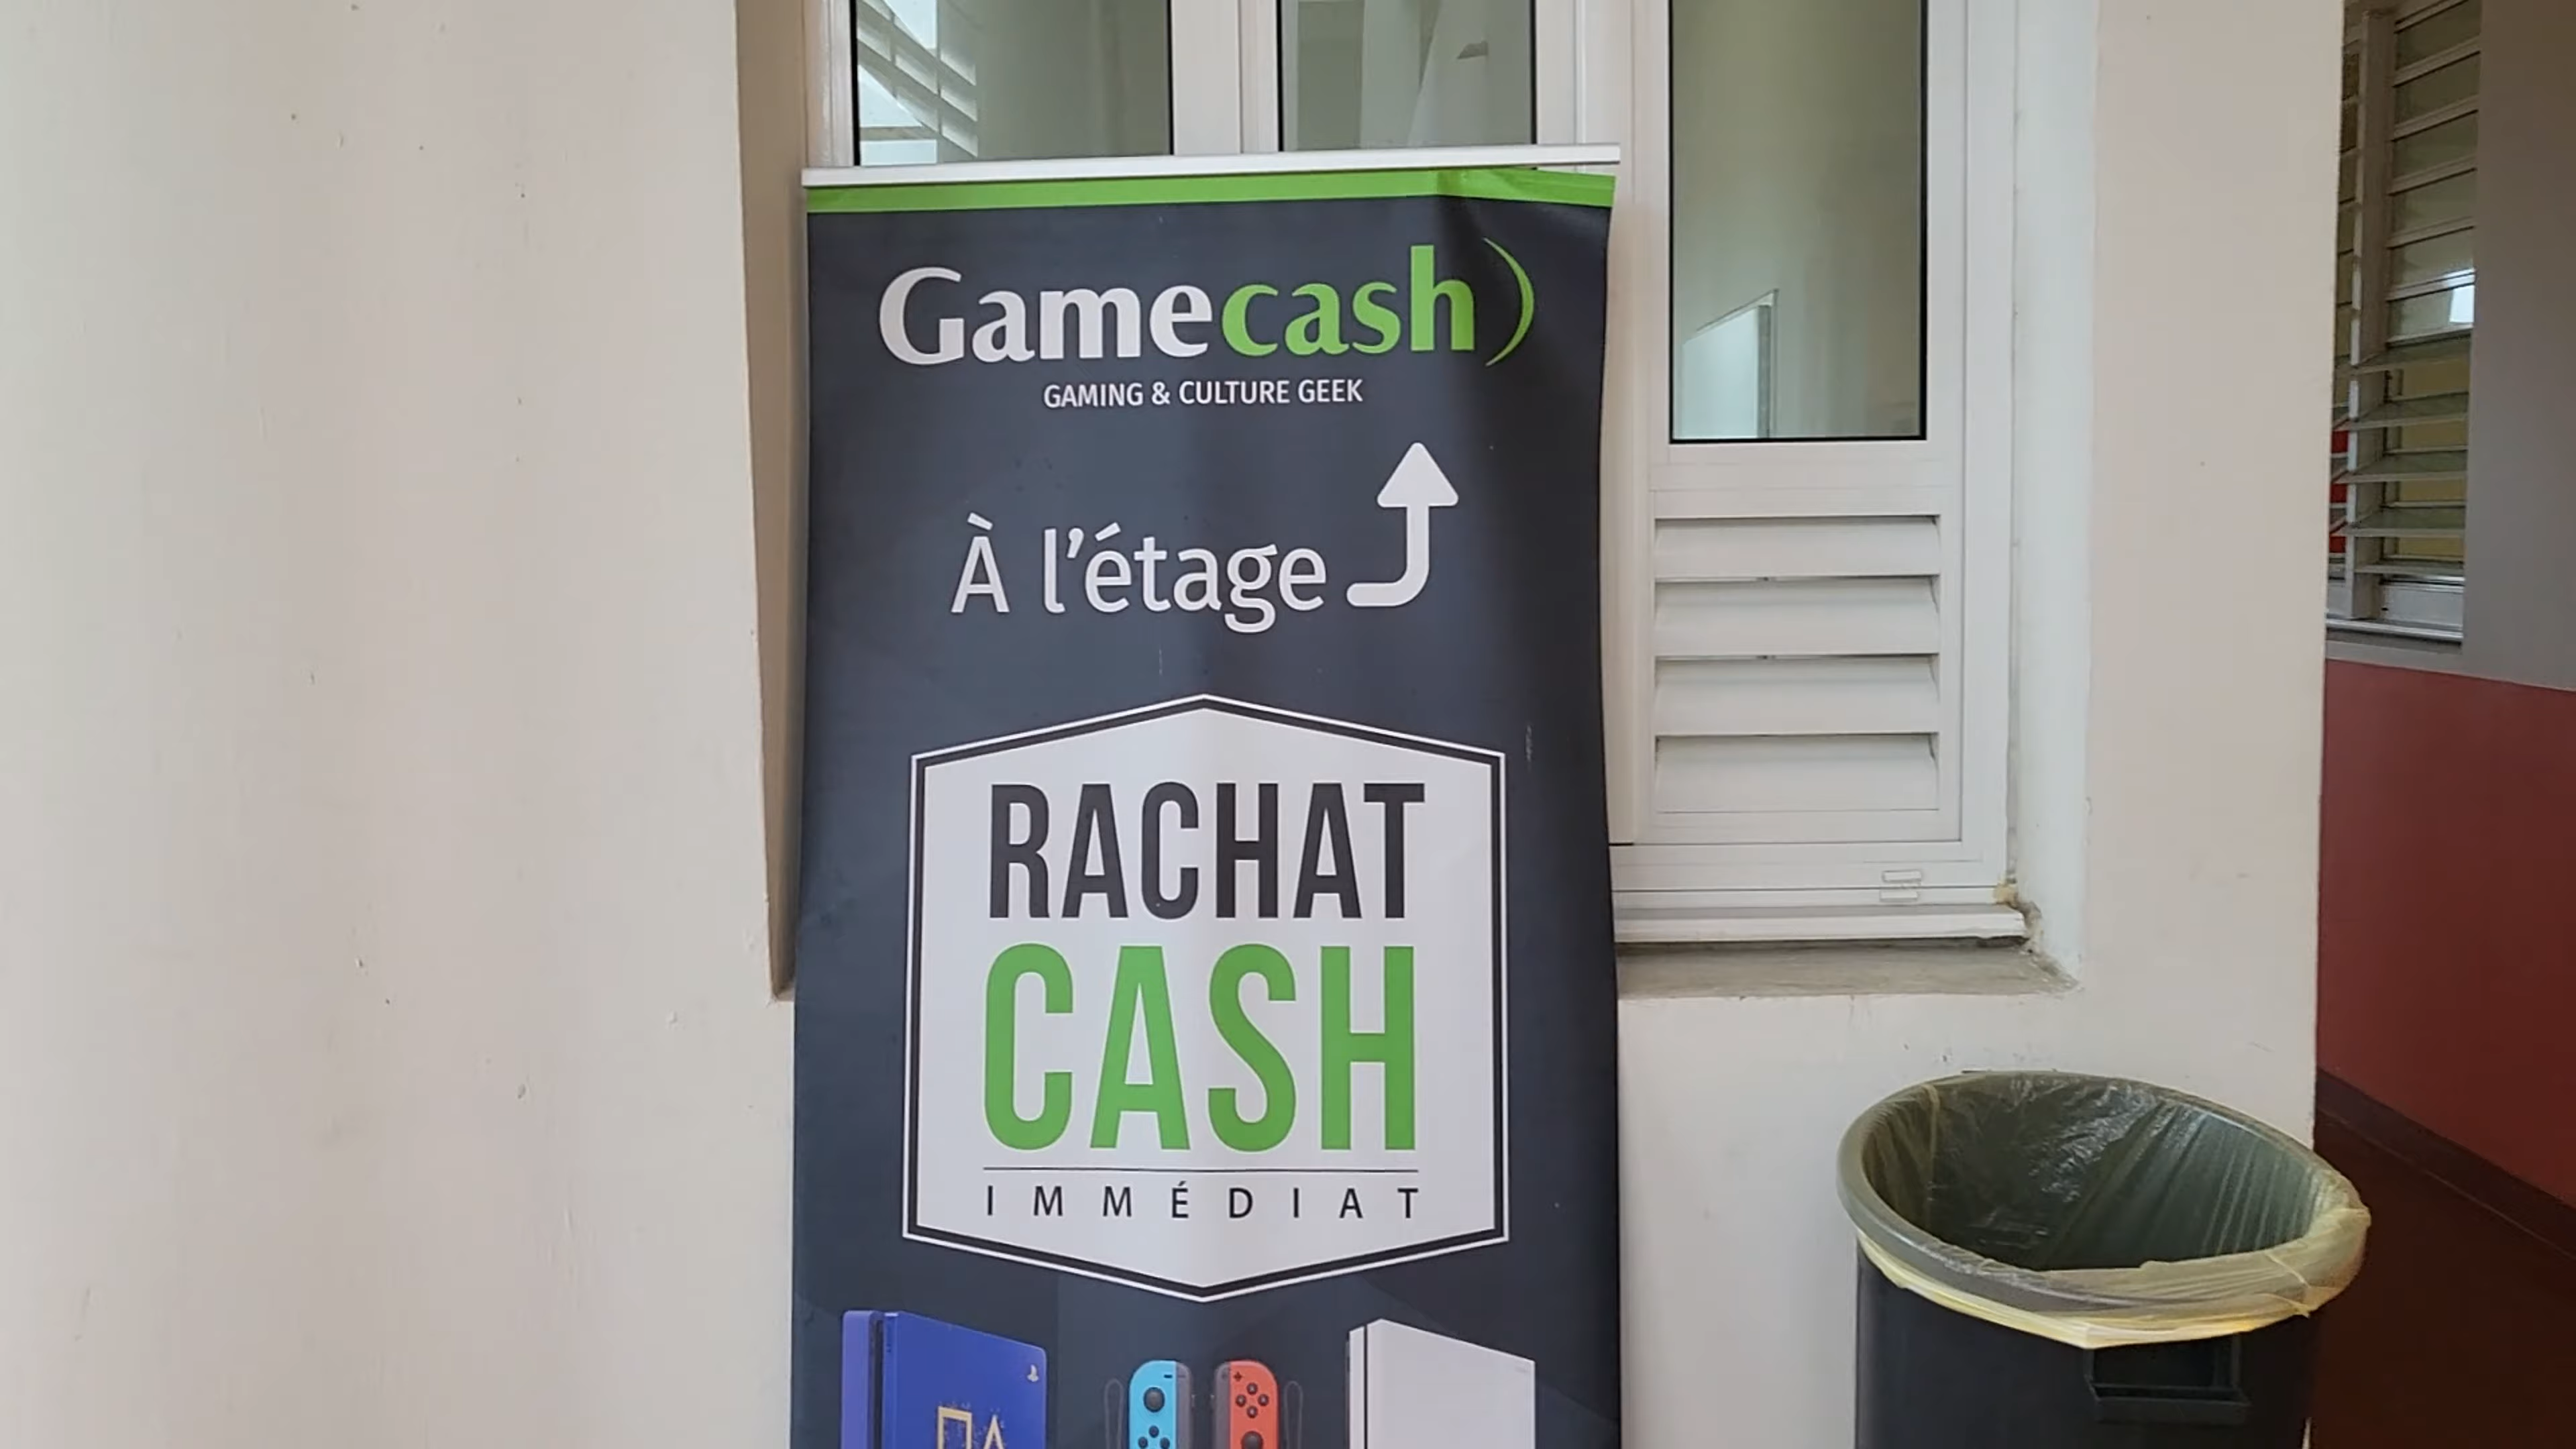 Gamecash)
GAMING & CULTURE GEEK
À l'étage
RACHAT
CASH
IMMÉDIAT